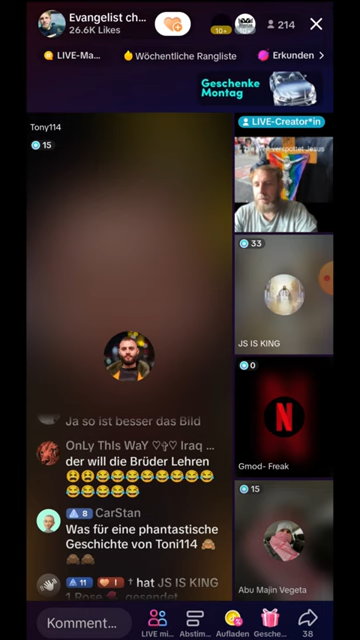 Evangelist ch...
26.6K Likes
10+
214
LIVE-Ma...
Wöchentliche Rangliste
Erkunden
Geschenke
Montag
Tony114
15
LIVE-Creator*in
verspottet Jesus
33
JS IS KING
0
N
Gmod- Freak
15
Abu Majin Vegeta
Ja so ist besser das Bild
OnLy ThIs WaY ♡✞♡ Iraq ...
der will die Brüder Lehren
😫😫😂😂😂😂😂😂😂
😂😂😂😂😂
8 CarStan
Was für eine phantastische
Geschichte von Toni114 🙈
🙈🙈
11 1 † hat JS IS KING
1 Rose gesendet
Komment...
LIVE mi...
Abstim...
Aufladen
Gesche...
38